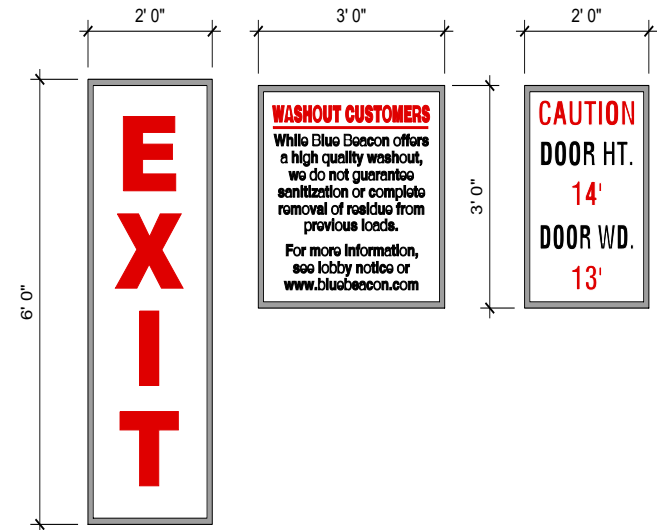 2' 0"
3' 0"
2' 0"
6' 0"
E
X
I
T
WASHOUT CUSTOMERS
While Blue Beacon offers
a high quality washout,
we do not guarantee
sanitization or complete
removal of residue from
previous loads.
For more information,
see lobby notice or
www.bluebeacon.com
3' 0"
CAUTION
DOOR HT.
14'
DOOR WD.
13'